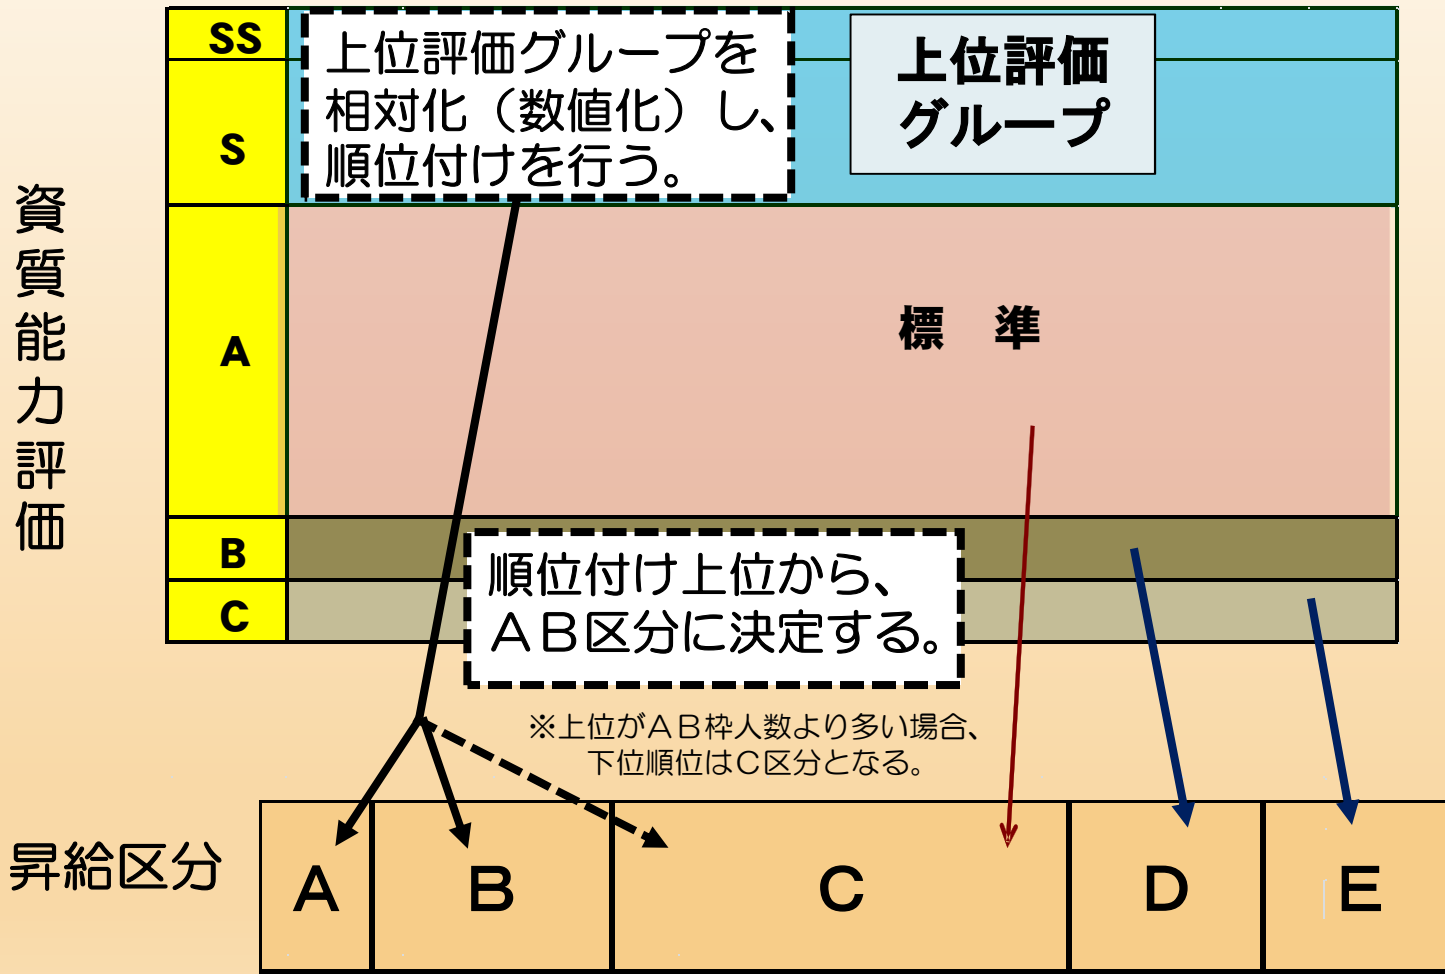 資質能力評価
SS
S
A
B
C
上位評価グループを
相対化（数値化）し、
順位付けを行う。
上位評価
グループ
標　準
順位付け上位から、
ＡＢ区分に決定する。
※上位がＡＢ枠人数より多い場合、
下位順位はＣ区分となる。
昇給区分
A
B
C
D
E